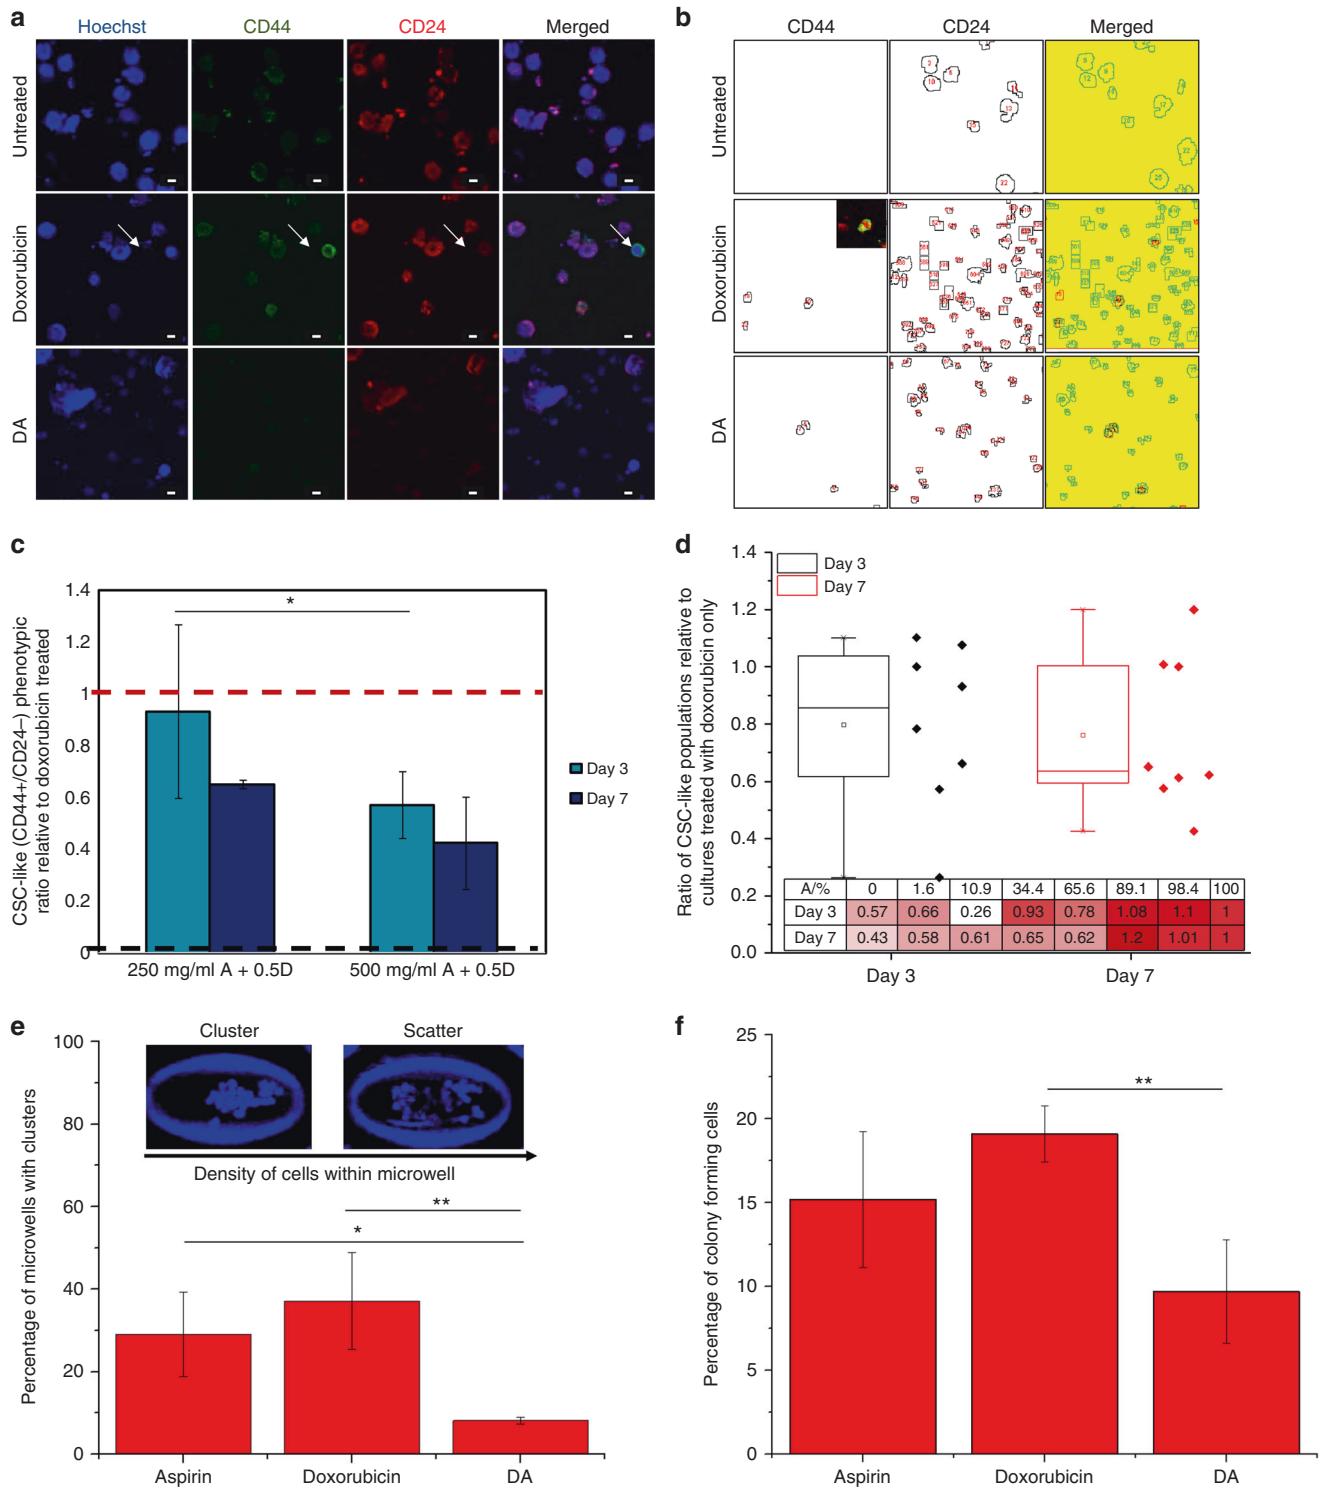 a
Hoechst CD44 CD24 Merged
Untreated
Doxorubicin
DA
b
CD44 CD24 Merged
Untreated
Doxorubicin
DA
c
CSC-like (CD44+/CD24–) phenotypic
ratio relative to doxorubicin treated
1.4
1.2
1
0.8
0.6
0.4
0.2
0
*
Day 3
Day 7
250 mg/ml A + 0.5D 500 mg/ml A + 0.5D
d
Ratio of CSC-like populations relative to
cultures treated with doxorubicin only
1.4
1.2
1.0
0.8
0.6
0.4
0.2
0.0
Day 3
Day 7
A/% 0 1.6 10.9 34.4 65.6 89.1 98.4 100
Day 3 0.57 0.66 0.26 0.93 0.78 1.08 1.1 1
Day 7 0.43 0.58 0.61 0.65 0.62 1.2 1.01 1
Day 3 Day 7
e
Percentage of microwells with clusters
100
80
60
40
20
0
Cluster Scatter
Density of cells within microwell
**
*
Aspirin Doxorubicin DA
f
Percentage of colony forming cells
25
20
15
10
5
0
**
Aspirin Doxorubicin DA